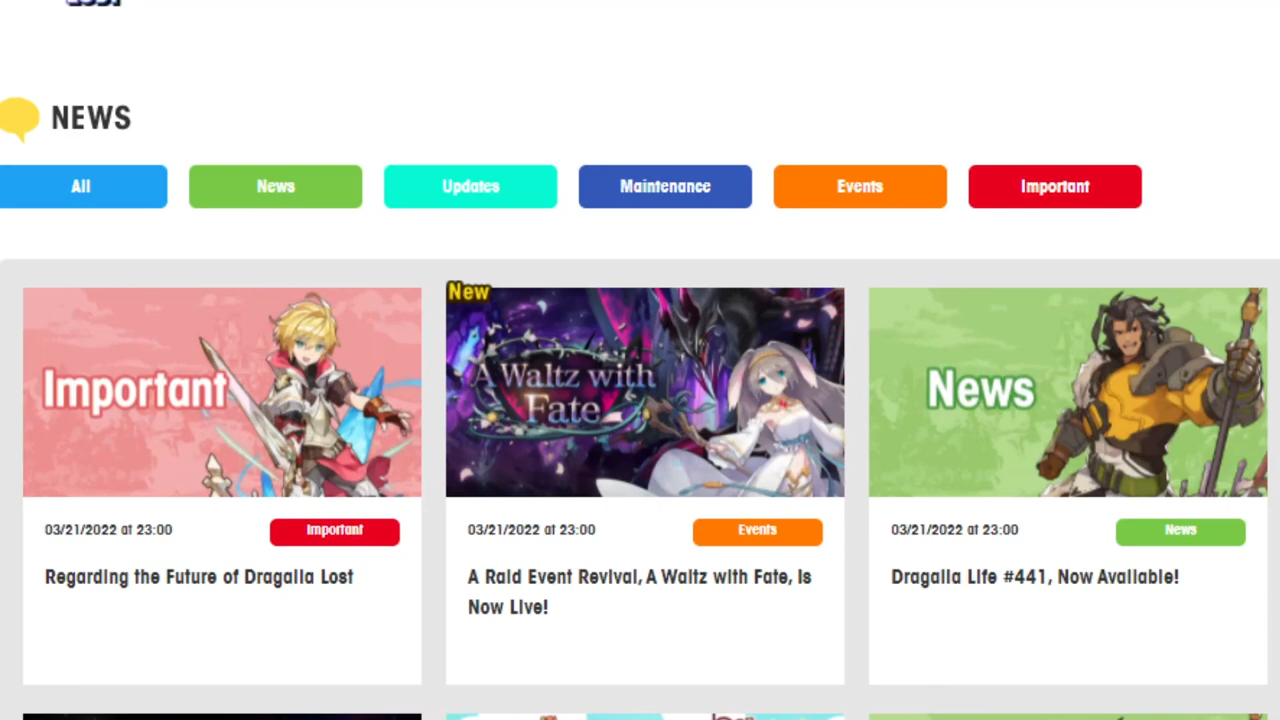 NEWS
All
News
Updates
Maintenance
Events
Important
Important
New
A Waltz with
Fate
News
03/21/2022 at 23:00
Important
03/21/2022 at 23:00
Events
03/21/2022 at 23:00
News
Regarding the Future of Dragalia Lost
A Raid Event Revival, A Waltz with Fate, Is
Now Live!
Dragalia Life #441, Now Available!